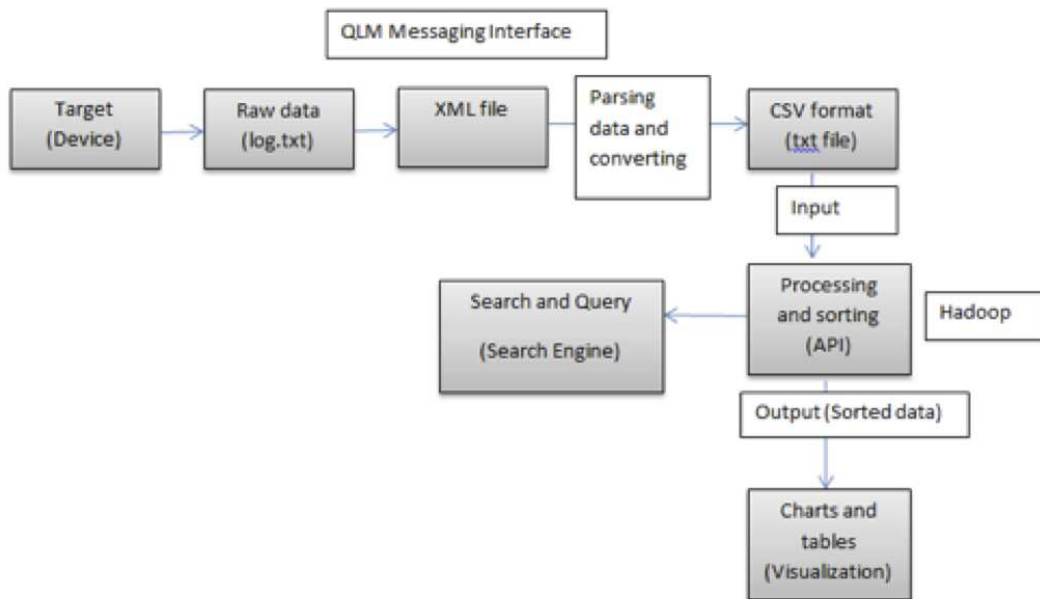 QLM Messaging Interface
Target
(Device)
Raw data
(log.txt)
XML file
Parsing
data and
converting
CSV format
(txt file)
Input
Search and Query
(Search Engine)
Processing
and sorting
(API)
Hadoop
Output (Sorted data)
Charts and
tables
(Visualization)